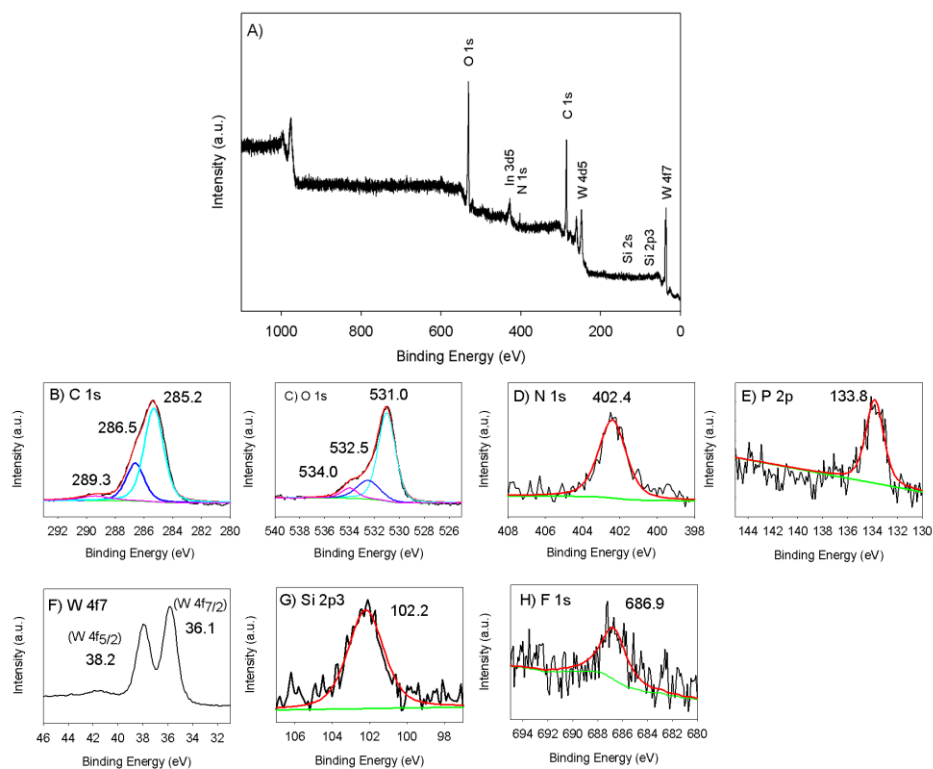 A)
O 1s
C 1s
In 3d5
N 1s
W 4d5
Si 2s
Si 2p3
W 4f7
Intensity (a.u.)
1000 800 600 400 200 0
Binding Energy (eV)
B) C 1s
285.2
286.5
289.3
Intensity (a.u.)
292 290 288 286 284 282 280
Binding Energy (eV)
C) O 1s
531.0
532.5
534.0
Intensity (a.u.)
540 535 530 525
Binding Energy (eV)
D) N 1s
402.4
Intensity (a.u.)
408 406 404 402 400 398
Binding Energy (eV)
E) P 2p
133.8
Intensity (a.u.)
144 142 140 138 136 134 132 130
Binding Energy (eV)
F) W 4f7
(W 4f7/2)
36.1
(W 4f5/2)
38.2
Intensity (a.u.)
46 44 42 40 38 36 34 32
Binding Energy (eV)
G) Si 2p3
102.2
Intensity (a.u.)
106 104 102 100 98
Binding Energy (eV)
H) F 1s
686.9
Intensity (a.u.)
694 692 690 688 686 684 682 680
Binding Energy (eV)